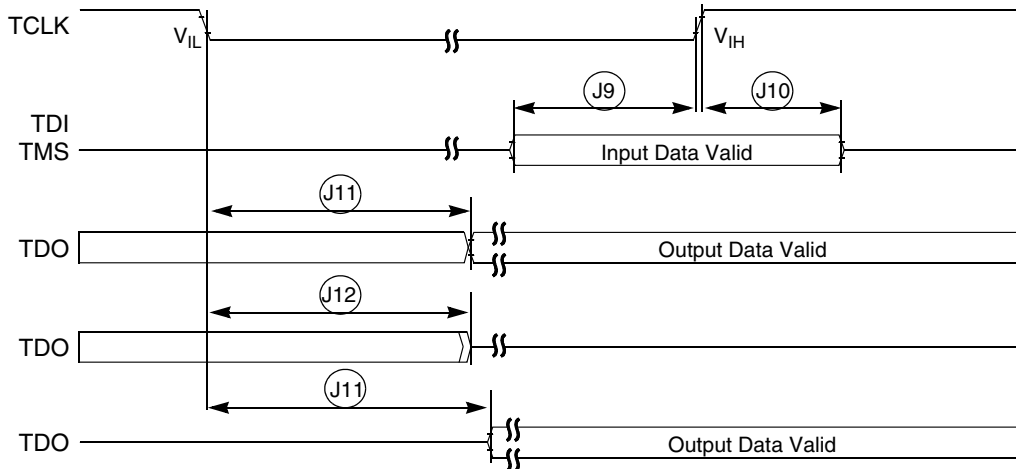 TCLK
VIL
VIH
J9
J10
TDI
TMS
Input Data Valid
J11
TDO
Output Data Valid
J12
TDO
J11
TDO
Output Data Valid